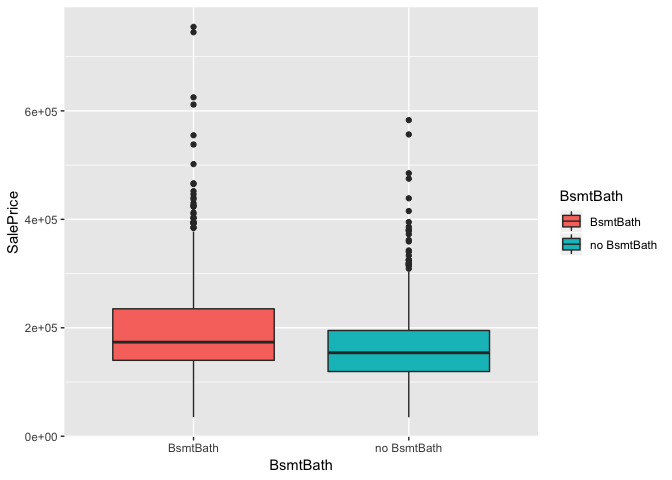 SalePrice
6e+05
4e+05
2e+05
0e+00
BsmtBath
no BsmtBath
BsmtBath
BsmtBath
BsmtBath
no BsmtBath